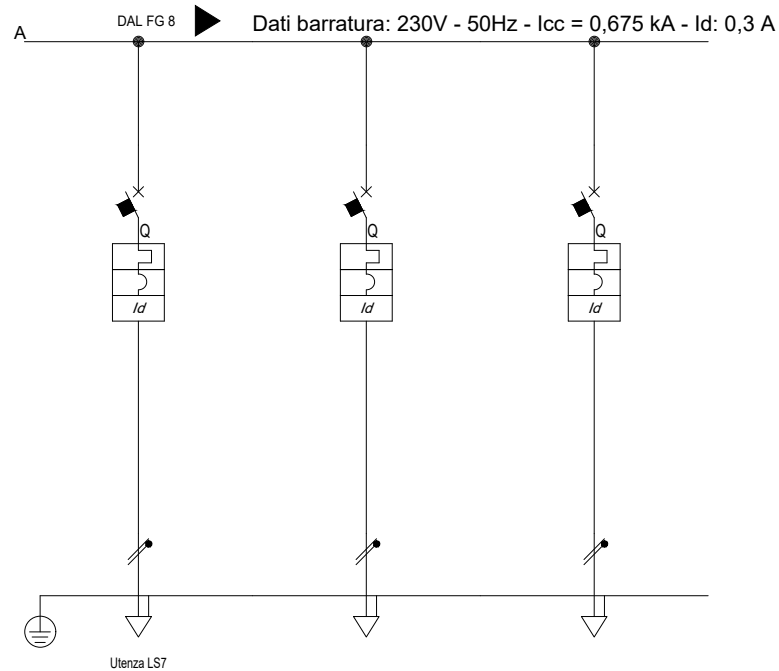 DAL FG 8
Dati barratura: 230V - 50Hz - Icc = 0,675 kA - Id: 0,3 A
A
Q
Q
Q
Id
Id
Id
Utenza LS7